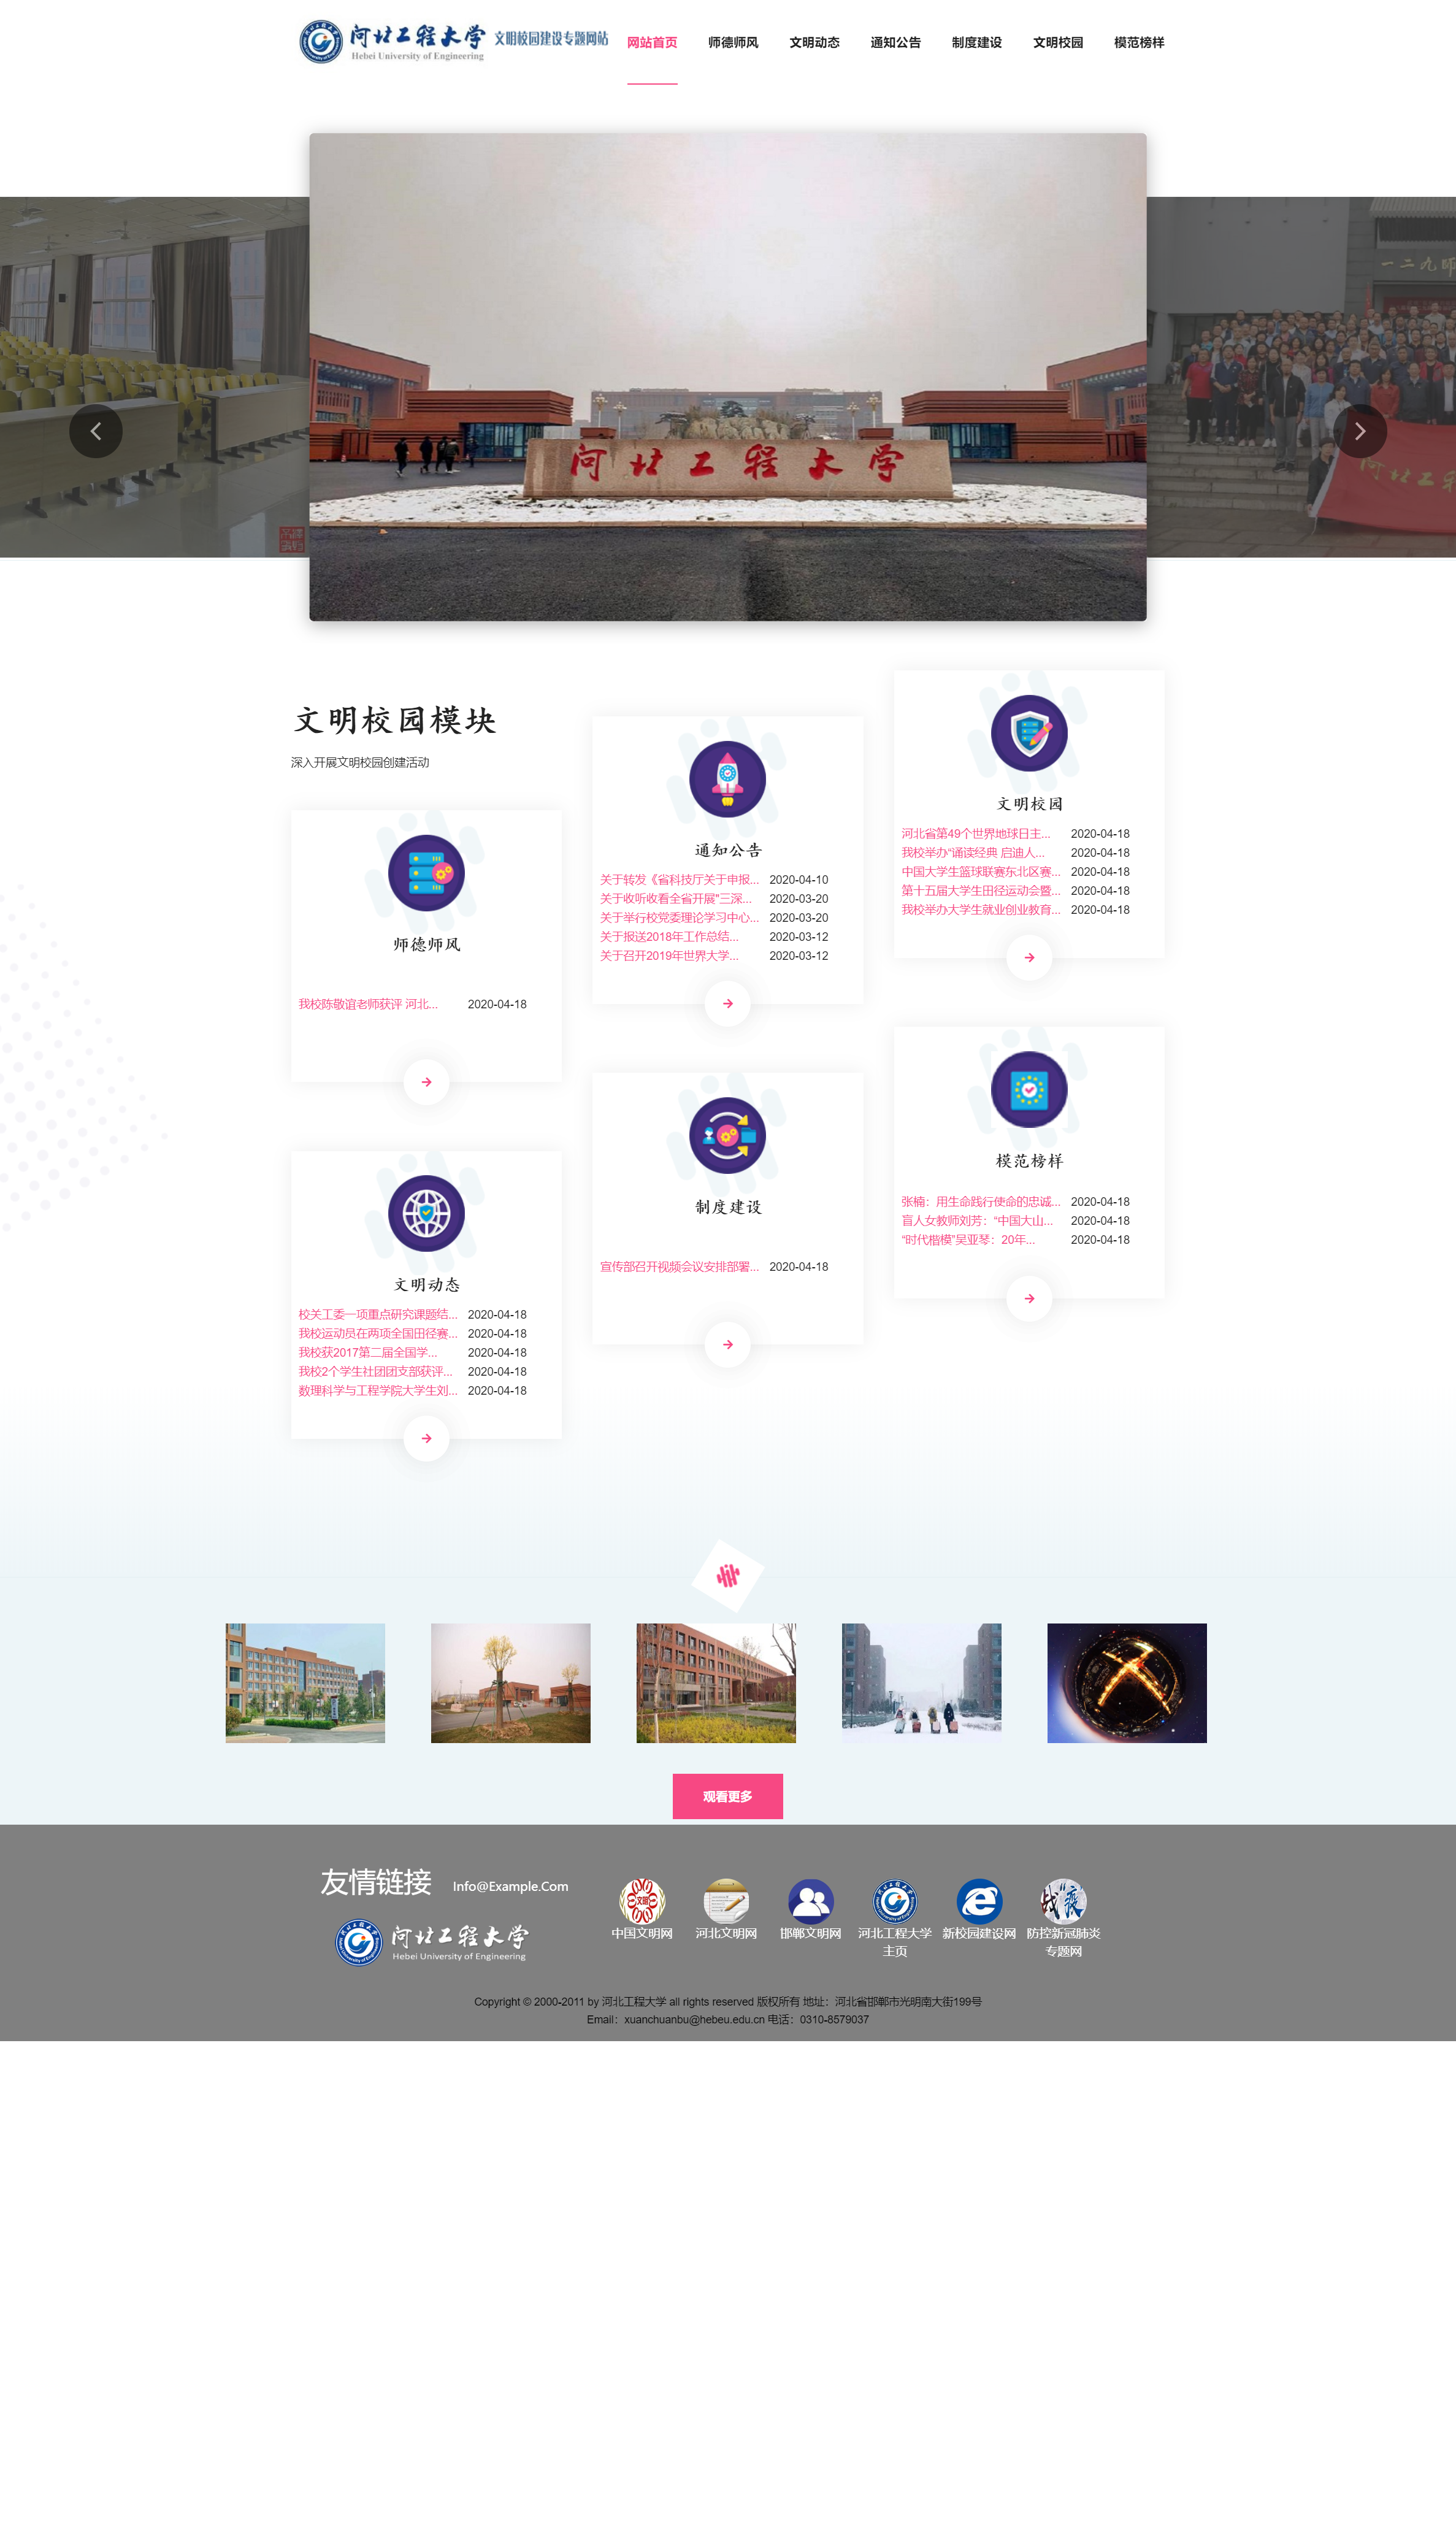 河北工程大学
Hebei University of Engineering
文明校园建设专题网站
网站首页
师德师风
文明动态
通知公告
制度建设
文明校园
模范榜样
一二九师
河北工程大学
河北工程
文明校园模块
深入开展文明校园创建活动
师德师风
我校陈敬谊老师获评 河北... 2020-04-18
文明动态
校关工委一项重点研究课题结... 2020-04-18
我校运动员在两项全国田径赛... 2020-04-18
我校获2017第二届全国学... 2020-04-18
我校2个学生社团团支部获评... 2020-04-18
数理科学与工程学院大学生刘... 2020-04-18
通知公告
关于转发《省科技厅关于申报... 2020-04-10
关于收听收看全省开展"三深... 2020-03-20
关于举行校党委理论学习中心... 2020-03-20
关于报送2018年工作总结... 2020-03-12
关于召开2019年世界大学... 2020-03-12
制度建设
宣传部召开视频会议安排部署... 2020-04-18
文明校园
河北省第49个世界地球日主... 2020-04-18
我校举办“诵读经典 启迪人... 2020-04-18
中国大学生篮球联赛东北区赛... 2020-04-18
第十五届大学生田径运动会暨... 2020-04-18
我校举办大学生就业创业教育... 2020-04-18
模范榜样
张楠：用生命践行使命的忠诚... 2020-04-18
盲人女教师刘芳：“中国大山... 2020-04-18
“时代楷模”吴亚琴：20年... 2020-04-18
观看更多
友情链接
Info@Example.Com
河北工程大学
Hebei University of Engineering
文明
中国文明网
河北文明网
邯郸文明网
河北工程大学
主页
新校园建设网
战疫
防控新冠肺炎
专题网
Copyright © 2000-2011 by 河北工程大学 all rights reserved 版权所有 地址：河北省邯郸市光明南大街199号
Email：xuanchuanbu@hebeu.edu.cn 电话：0310-8579037